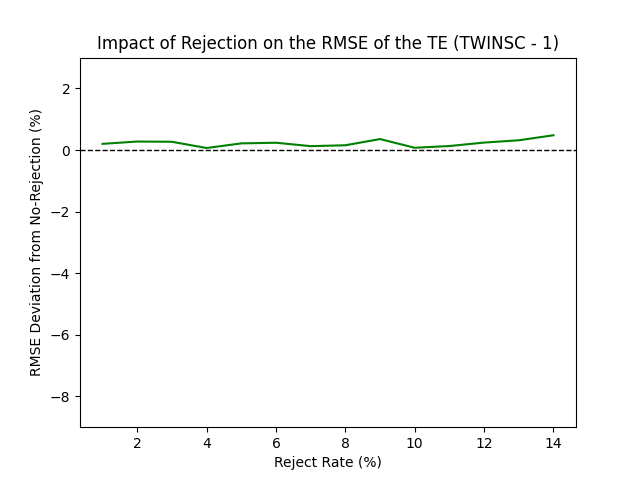 Impact of Rejection on the RMSE of the TE (TWINSC - 1)
RMSE Deviation from No-Rejection (%)
2
0
−2
−4
−6
−8
2 4 6 8 10 12 14
Reject Rate (%)